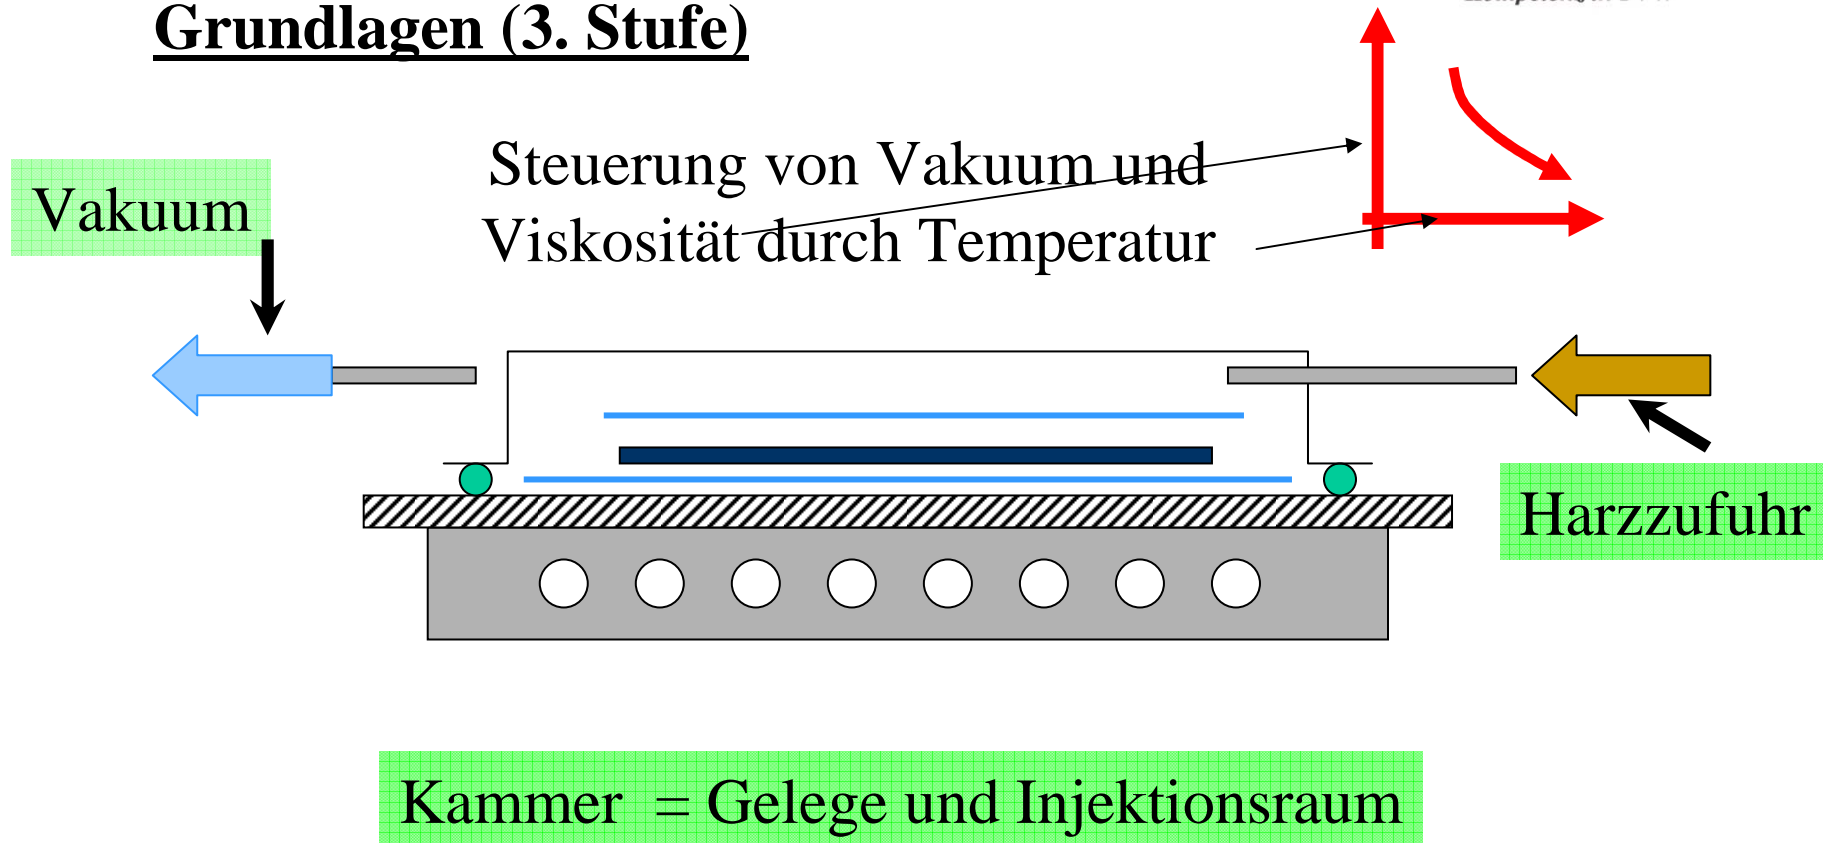 Grundlagen (3. Stufe)
Steuerung von Vakuum und
Viskosität durch Temperatur
Vakuum
Harzzufuhr
Kammer = Gelege und Injektionsraum